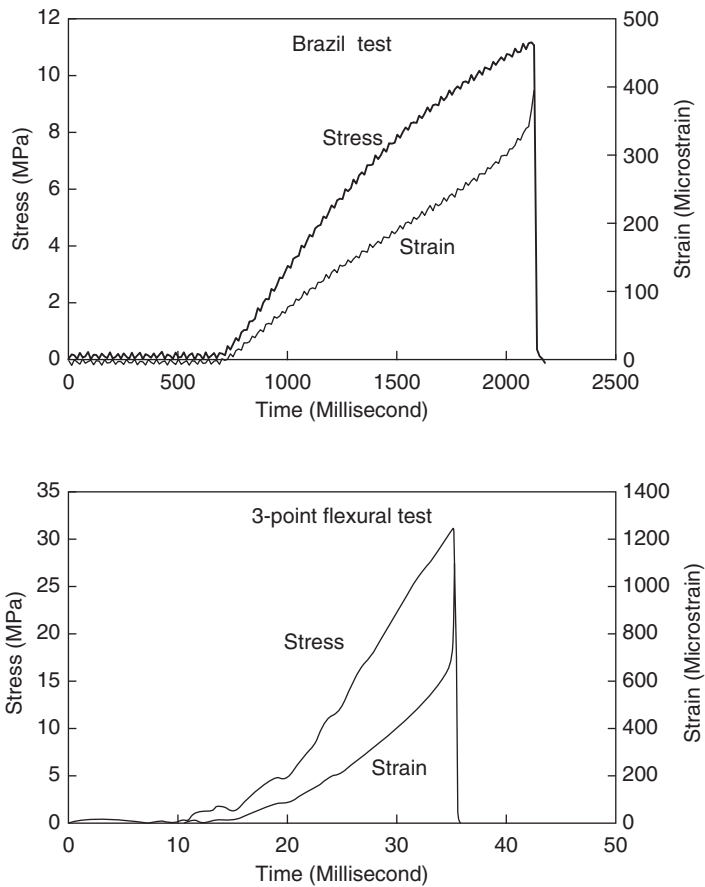 Brazil test
Stress (MPa)
12
10
8
6
4
2
0
Stress
Strain
500
400
300
200
100
0
Strain (Microstrain)
0 500 1000 1500 2000 2500
Time (Millisecond)
3-point flexural test
Stress (MPa)
35
30
25
20
15
10
5
0
Stress
Strain
1400
1200
1000
800
600
400
200
0
Strain (Microstrain)
0 10 20 30 40 50
Time (Millisecond)